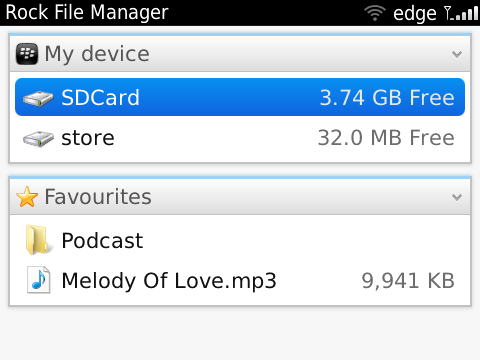 Rock File Manager edge
My device
SDCard 3.74 GB Free
store 32.0 MB Free
Favourites
Podcast
Melody Of Love.mp3 9,941 KB